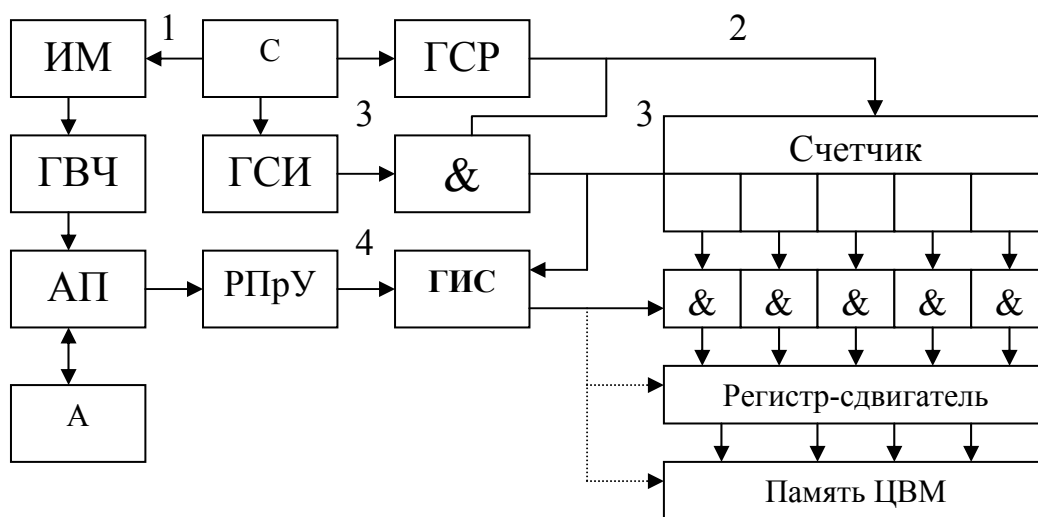 1
2
ИМ
С
ГСР
3
3
ГВЧ
ГСИ
&
Счетчик
4
АП
РПрУ
ГИС
& & & & &
А
Регистр-сдвигатель
Память ЦВМ